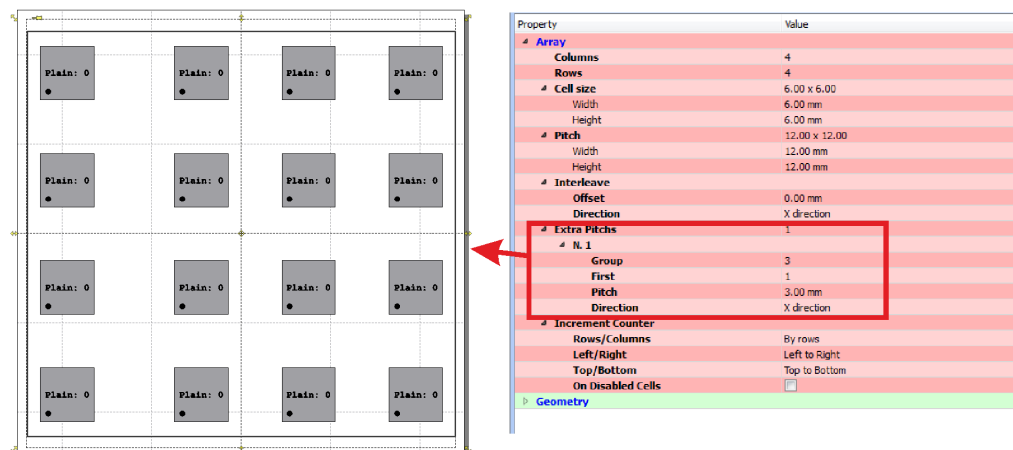 Plain: 0 Plain: 0 Plain: 0 Plain: 0
Plain: 0 Plain: 0 Plain: 0 Plain: 0
Plain: 0 Plain: 0 Plain: 0 Plain: 0
Plain: 0 Plain: 0 Plain: 0 Plain: 0
Property Value
Array
Columns 4
Rows 4
Cell size 6.00 x 6.00
Width 6.00 mm
Height 6.00 mm
Pitch 12.00 x 12.00
Width 12.00 mm
Height 12.00 mm
Interleave
Offset 0.00 mm
Direction X direction
Extra Pitchs 1
N. 1
Group 3
First 1
Pitch 3.00 mm
Direction X direction
Increment Counter
Rows/Columns By rows
Left/Right Left to Right
Top/Bottom Top to Bottom
On Disabled Cells
Geometry